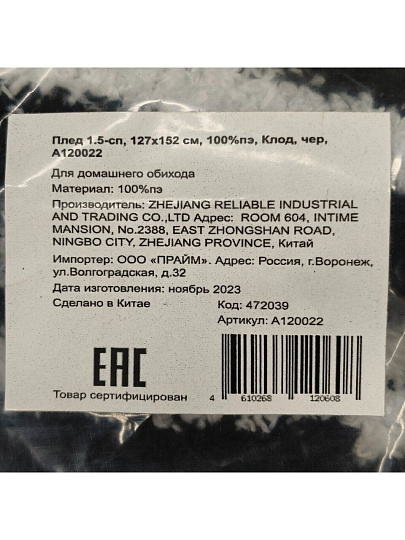 Плед 1.5-сп, 127х152 см, 100%пэ, Клод, чер,
А120022
Для домашнего обихода
Материал: 100%пэ
Производитель: ZHEJIANG RELIABLE INDUSTRIAL
AND TRADING CO.,LTD Адрес: ROOM 604, INTIME
MANSION, No.2388, EAST ZHONGSHAN ROAD,
NINGBO CITY, ZHEJIANG PROVINCE, Китай
Импортер: ООО «ПРАЙМ». Адрес: Россия, г.Воронеж,
ул.Волгоградская, д.32
Дата изготовления: ноябрь 2023
Сделано в Китае Код: 472039
Артикул: А120022
EAC
Товар сертифицирован
4 610268 120608